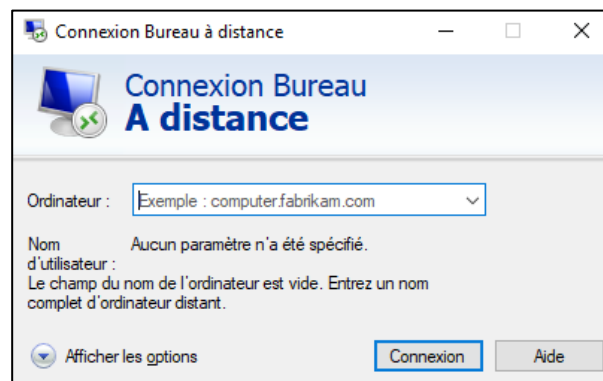 Connexion Bureau à distance
Connexion Bureau
A distance
Ordinateur :
Exemple : computer.fabrikam.com
Nom Aucun paramètre n'a été spécifié.
d'utilisateur :
Le champ du nom de l'ordinateur est vide. Entrez un nom
complet d'ordinateur distant.
Afficher les options Connexion Aide